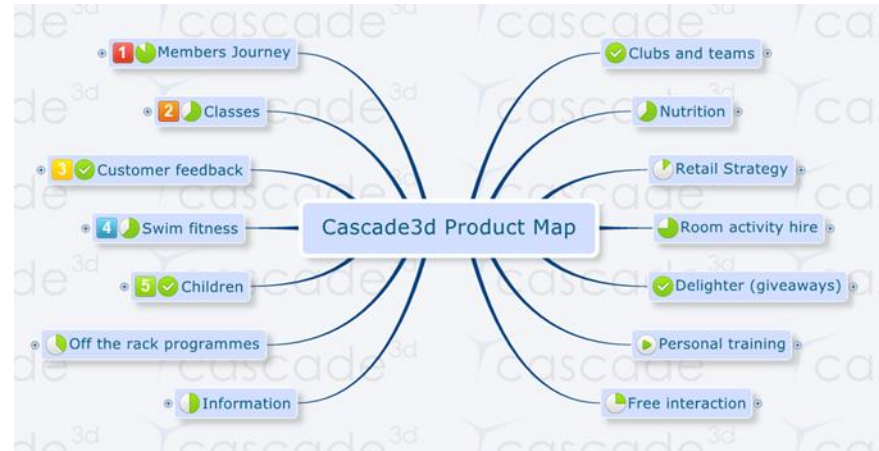 1 Members Journey
2 Classes
3 Customer feedback
4 Swim fitness
5 Children
Off the rack programmes
Information
Cascade3d Product Map
Clubs and teams
Nutrition
Retail Strategy
Room activity hire
Delighter (giveaways)
Personal training
Free interaction
cascade3d